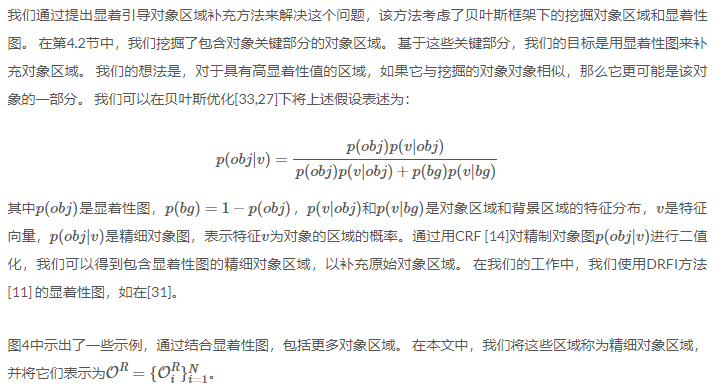 我们通过提出显着引导对象区域补充方法来解决这个问题，该方法考虑了贝叶斯框架下的挖掘对象区域和显着性
图。 在第4.2节中，我们挖掘了包含对象关键部分的对象区域。 基于这些关键部分，我们的目标是用显着性图来补
充对象区域。 我们的想法是，对于具有高显着性值的区域，如果它与挖掘的对象对象相似，那么它更可能是该对
象的一部分。 我们可以在贝叶斯优化[33,27]下将上述假设表述为：
p(obj|v) = p(obj)p(v|obj) / p(obj)p(v|obj) + p(bg)p(v|bg)
其中p(obj)是显着性图，p(bg) = 1 − p(obj)，p(v|obj)和p(v|bg)是对象区域和背景区域的特征分布，v是特征
向量，p(obj|v)是精细对象图，表示特征v为对象的区域的概率。通过用CRF [14]对精制对象图p(obj|v)进行二值
化，我们可以得到包含显着性图的精细对象区域，以补充原始对象区域。 在我们的工作中，我们使用DRFI方法
[11] 的显着性图，如在[31]。
图4中示出了一些示例，通过结合显着性图，包括更多对象区域。 在本文中，我们将这些区域称为精细对象区域，
并将它们表示为𝒪^R = {𝒪_i^R}_{i=1}^N。